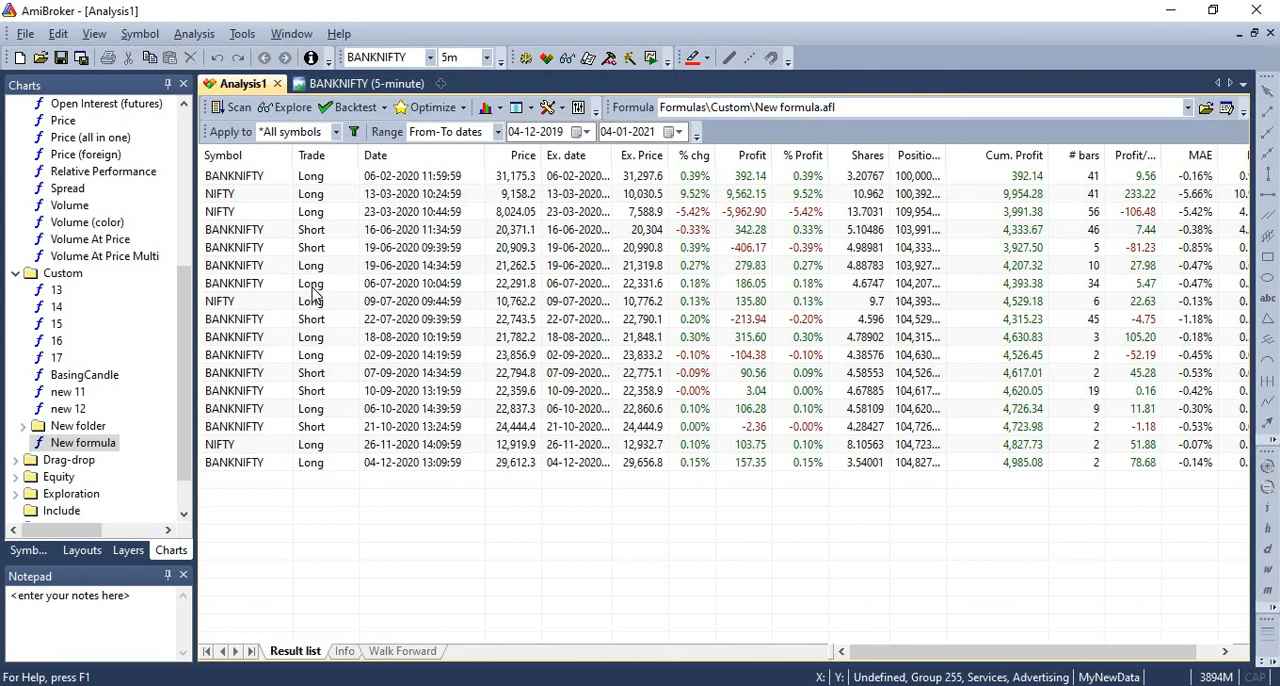 AmiBroker - [Analysis1]
File Edit View Symbol Analysis Tools Window Help
BANKNIFTY 5m
Charts
Analysis1 BANKNIFTY (5-minute)
Scan Explore Backtest Optimize Formula Formulas\Custom\New formula.afl
Apply to *All symbols Range From-To dates 04-12-2019 04-01-2021
Open Interest (futures)
Price
Price (all in one)
Price (foreign)
Relative Performance
Spread
Volume
Volume (color)
Volume At Price
Volume At Price Multi
Custom
13
14
15
16
17
BasingCandle
new 11
new 12
New folder
New formula
Drag-drop
Equity
Exploration
Include
Symb... Layouts Layers Charts
Notepad
<enter your notes here>
Symbol Trade Date Price Ex. date Ex. Price % chg Profit % Profit Shares Positio... Cum. Profit # bars Profit/... MAE
BANKNIFTY Long 06-02-2020 11:59:59 31,175.3 06-02-2020... 31,297.6 0.39% 392.14 0.39% 3.20767 100,000... 392.14 41 9.56 -0.16% 0.
NIFTY Long 13-03-2020 10:24:59 9,158.2 13-03-2020... 10,030.5 9.52% 9,562.15 9.52% 10.962 100,392... 9,954.28 41 233.22 -5.66% 10.
NIFTY Long 23-03-2020 10:44:59 8,024.05 23-03-2020... 7,588.9 -5.42% -5,962.90 -5.42% 13.7031 109,954... 3,991.38 56 -106.48 -5.42% 4.
BANKNIFTY Short 16-06-2020 11:34:59 20,371.1 16-06-2020... 20,304 -0.33% 342.28 0.33% 5.10486 103,991... 4,333.67 46 7.44 -0.38% 0.
BANKNIFTY Short 19-06-2020 09:39:59 20,909.3 19-06-2020... 20,990.8 0.39% -406.17 -0.39% 4.98981 104,333... 3,927.50 5 -81.23 -0.85% 0.
BANKNIFTY Long 19-06-2020 14:34:59 21,262.5 19-06-2020... 21,319.8 0.27% 279.83 0.27% 4.88783 103,927... 4,207.32 10 27.98 -0.47% 0.
BANKNIFTY Long 06-07-2020 10:04:59 22,291.8 06-07-2020... 22,331.6 0.18% 186.05 0.18% 4.6747 104,207... 4,393.38 34 5.47 -0.47% 0.
NIFTY Long 09-07-2020 09:44:59 10,762.2 09-07-2020... 10,776.2 0.13% 135.80 0.13% 9.7 104,393... 4,529.18 6 22.63 -0.13% 0.
BANKNIFTY Short 22-07-2020 09:39:59 22,743.5 22-07-2020... 22,790.1 0.20% -213.94 -0.20% 4.596 104,529... 4,315.23 45 -4.75 -1.18% 0.
BANKNIFTY Long 18-08-2020 10:19:59 21,782.2 18-08-2020... 21,848.1 0.30% 315.60 0.30% 4.78902 104,315... 4,630.83 3 105.20 -0.18% 0.
BANKNIFTY Long 02-09-2020 10:19:59 23,856.9 02-09-2020... 23,833.2 -0.10% -104.38 -0.10% 4.38576 104,630... 4,526.45 2 -52.19 -0.45% 0.
BANKNIFTY Short 07-09-2020 14:34:59 22,794.8 07-09-2020... 22,775.1 -0.09% 90.56 0.09% 4.58553 104,526... 4,617.01 2 45.28 -0.53% 0.
BANKNIFTY Short 10-09-2020 13:19:59 22,359.6 10-09-2020... 22,358.9 -0.00% 3.04 0.00% 4.67885 104,617... 4,620.05 19 0.16 -0.42% 0.
BANKNIFTY Long 06-10-2020 14:39:59 22,837.3 06-10-2020... 22,860.6 0.10% 106.28 0.10% 4.58109 104,620... 4,726.34 9 11.81 -0.30% 0.
BANKNIFTY Short 21-10-2020 13:24:59 24,444.4 21-10-2020... 24,444.9 0.00% -2.36 -0.00% 4.28427 104,726... 4,723.98 2 -1.18 -0.53% 0.
NIFTY Long 26-11-2020 14:09:59 12,919.9 26-11-2020... 12,932.7 0.10% 103.75 0.10% 8.10563 104,723... 4,827.73 2 51.88 -0.07% 0.
BANKNIFTY Long 04-12-2020 13:09:59 29,612.3 04-12-2020... 29,656.8 0.15% 157.35 0.15% 3.54001 104,827... 4,985.08 2 78.68 -0.14% 0.
Result list Info Walk Forward
For Help, press F1 X: Y: Undefined, Group 255, Services, Advertising MyNewData 3894M CAP
abc
h
d
w
m